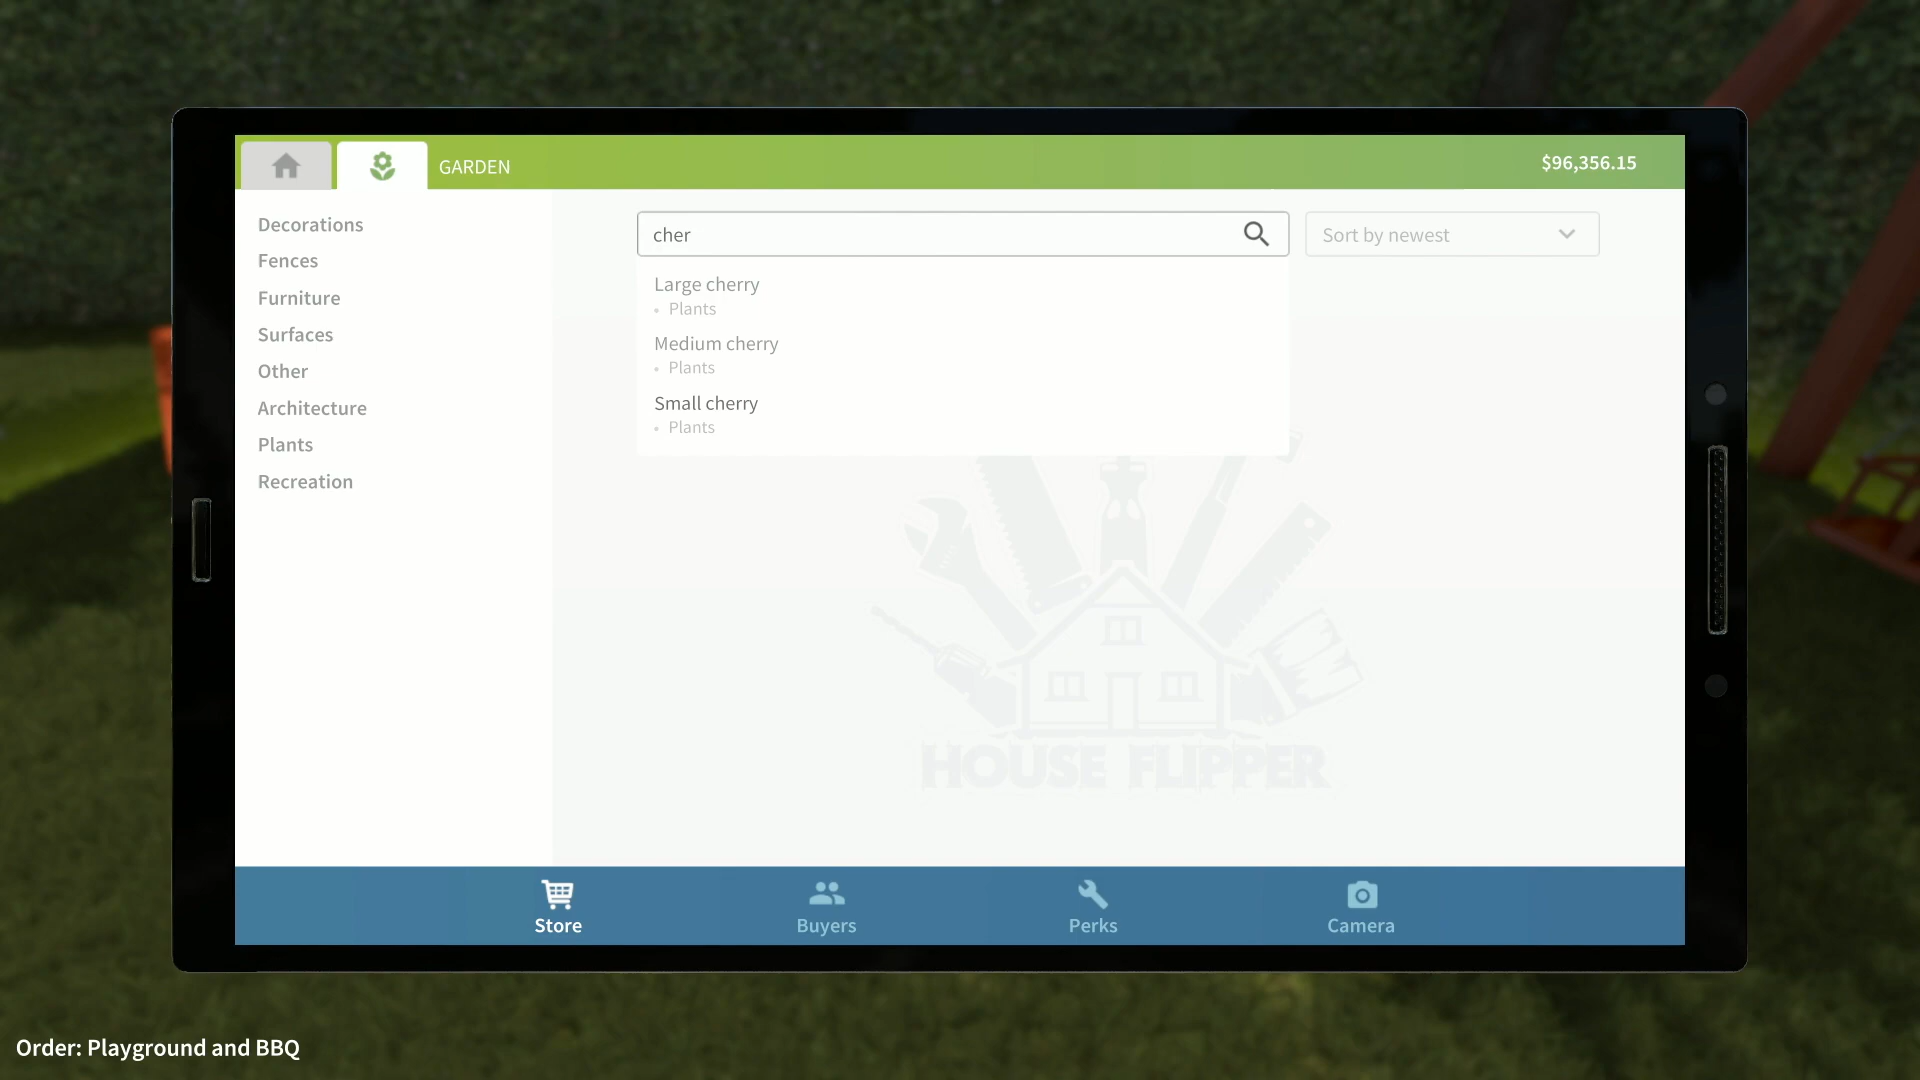 GARDEN
$96,356.15
Decorations
Fences
Furniture
Surfaces
Other
Architecture
Plants
Recreation
cher
Sort by newest
Large cherry
• Plants
Medium cherry
• Plants
Small cherry
• Plants
HOUSE FLIPPER
Store
Buyers
Perks
Camera
Order: Playground and BBQ